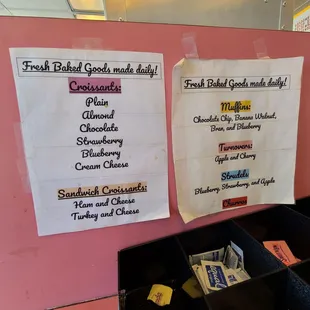 Fresh Baked Goods made daily!
Croissants:
Plain
Almond
Chocolate
Strawberry
Blueberry
Cream Cheese
Sandwich Croissants:
Ham and Cheese
Turkey and Cheese
Fresh Baked Goods made daily!
Muffins:
Chocolate Chip, Banana Walnut,
Bran, and Blueberry
Turnovers:
Apple and Cherry
Strudels
Blueberry, Strawberry, and Apple
Churros